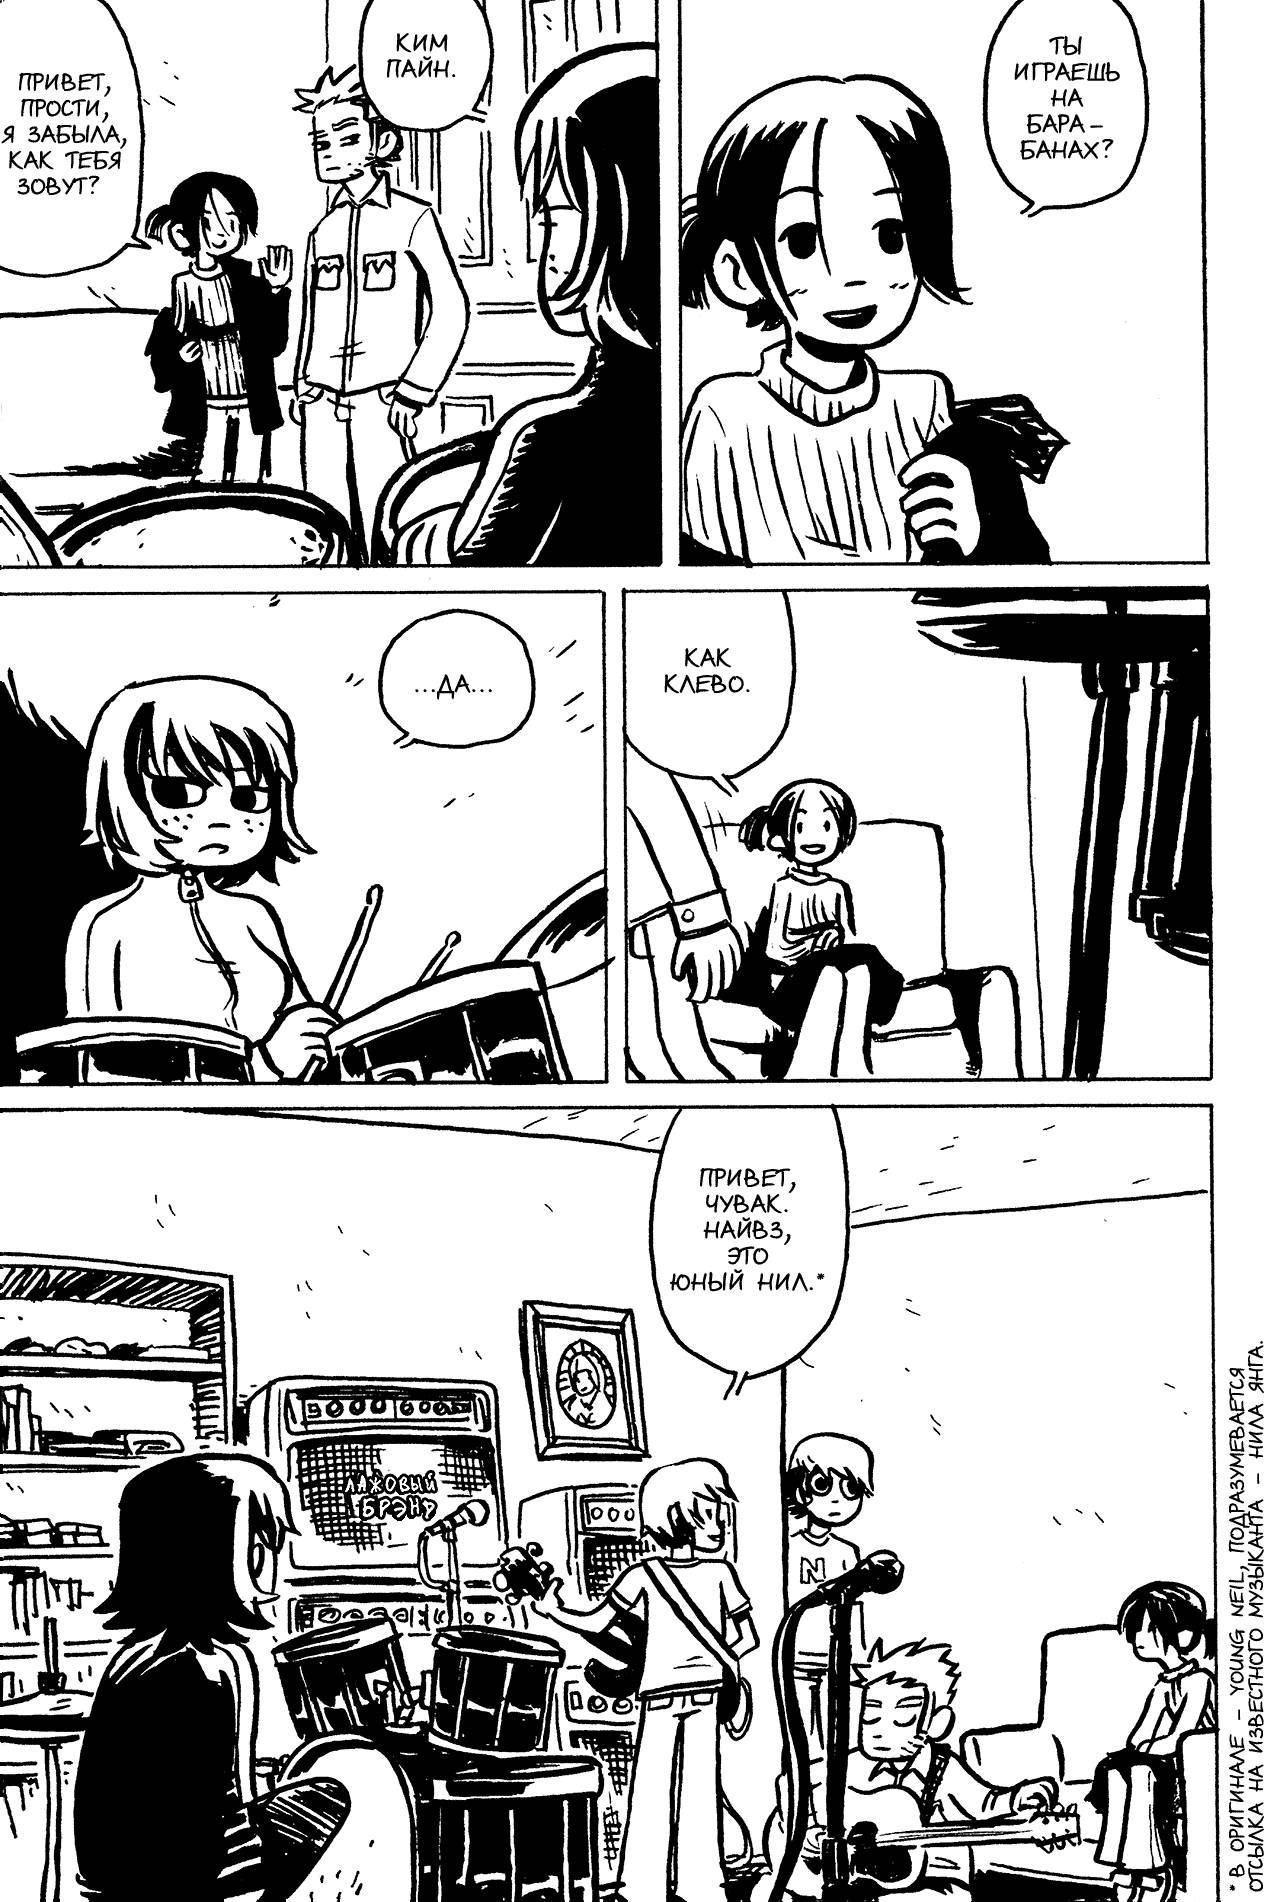 ПРИВЕТ,
ПРОСТИ,
Я ЗАБЫЛА,
КАК ТЕБЯ
ЗОВУТ?
КИМ
ПАЙН.
ТЫ
ИГРАЕШЬ
НА
БАРА-
БАНАХ?
...ДА...
КАК
КЛЕВО.
ПРИВЕТ,
ЧУВАК.
НАЙВЗ,
ЭТО
ЮНЫЙ НИЛ.*
ЛАЖОВЫЙ
БРЭНД
N
* В ОРИГИНАЛЕ - YOUNG NEIL, ПОДРАЗУМЕВАЕТСЯ
ОТСЫЛКА НА ИЗВЕСТНОГО МУЗЫКАНТА - НИЛА ЯНГА.